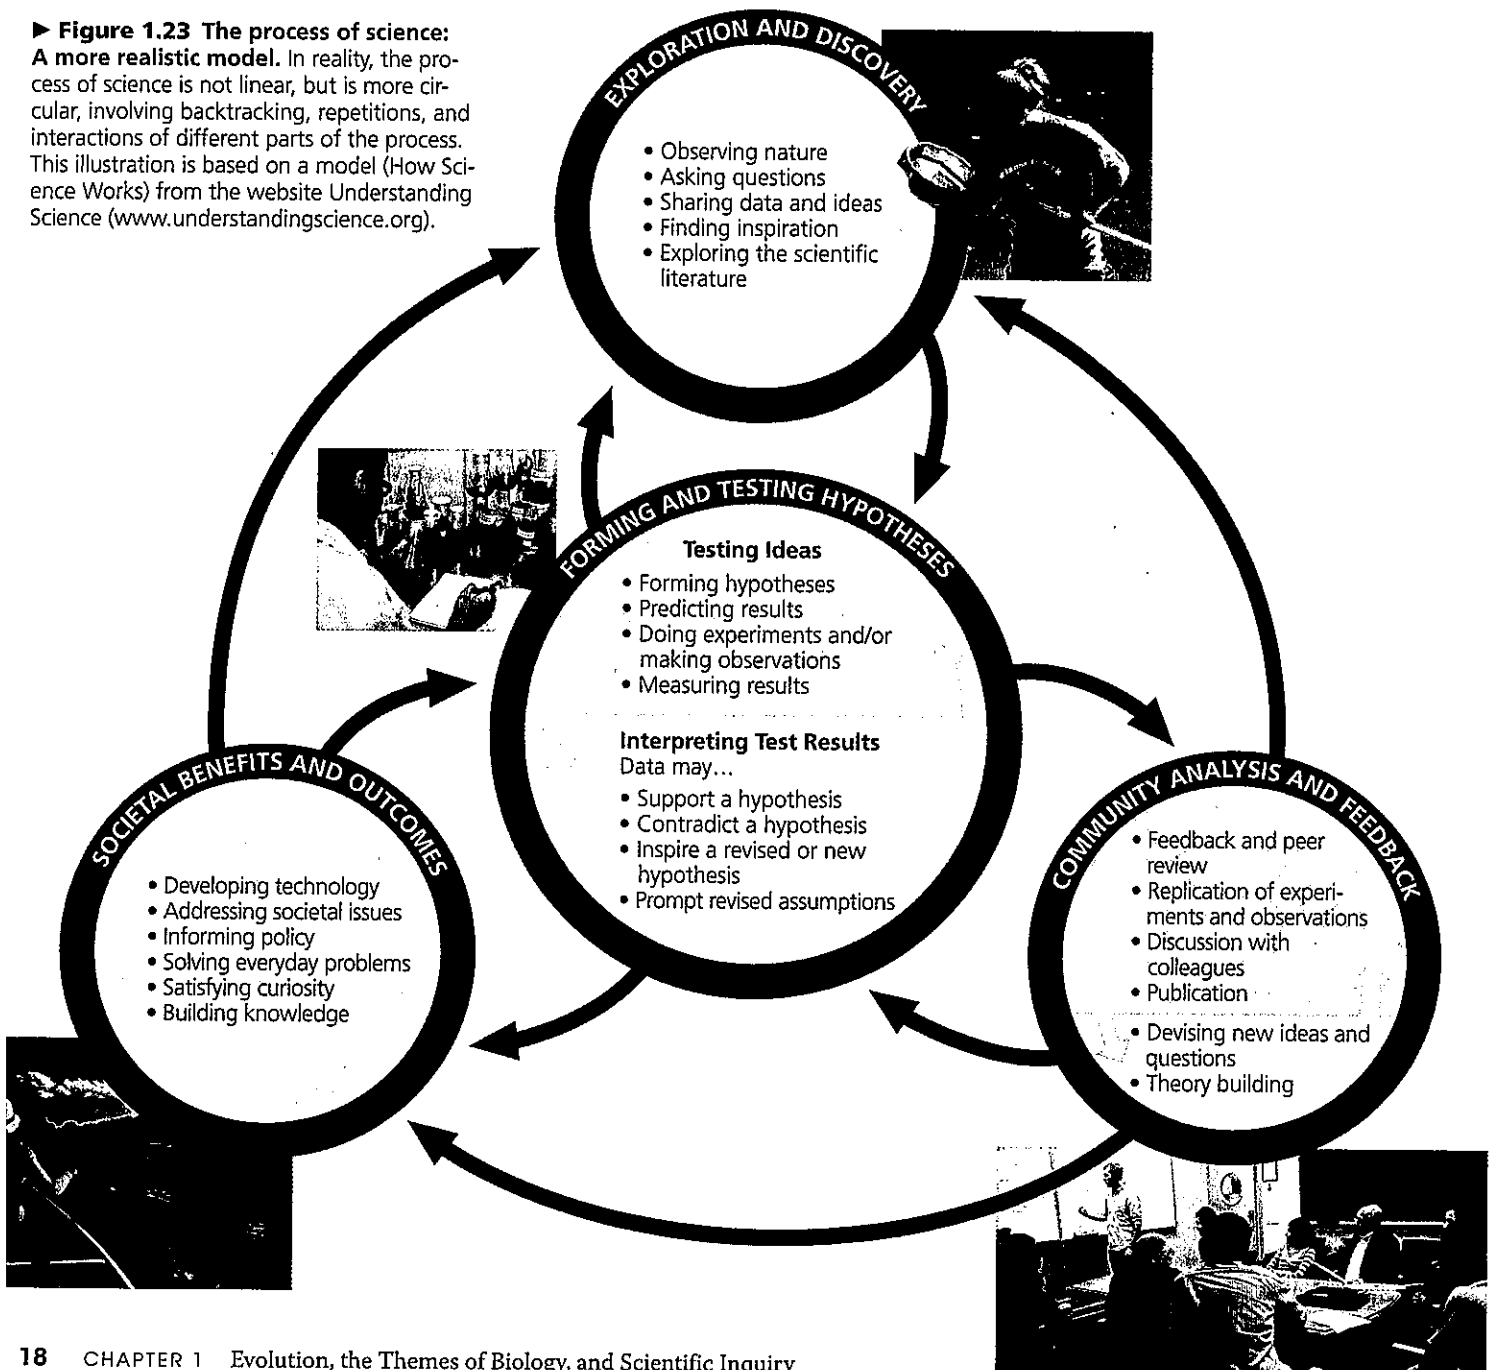 ▶ Figure 1.23 The process of science:
A more realistic model. In reality, the pro-
cess of science is not linear, but is more cir-
cular, involving backtracking, repetitions, and
interactions of different parts of the process.
This illustration is based on a model (How Sci-
ence Works) from the website Understanding
Science (www.understandingscience.org).
EXPLORATION AND DISCOVERY
• Observing nature
• Asking questions
• Sharing data and ideas
• Finding inspiration
• Exploring the scientific
literature
FORMING AND TESTING HYPOTHESES
Testing Ideas
• Forming hypotheses
• Predicting results
• Doing experiments and/or
making observations
• Measuring results
Interpreting Test Results
Data may...
• Support a hypothesis
• Contradict a hypothesis
• Inspire a revised or new
hypothesis
• Prompt revised assumptions
SOCIETAL BENEFITS AND OUTCOMES
• Developing technology
• Addressing societal issues
• Informing policy
• Solving everyday problems
• Satisfying curiosity
• Building knowledge
COMMUNITY ANALYSIS AND FEEDBACK
• Feedback and peer
review
• Replication of experi-
ments and observations
• Discussion with
colleagues
• Publication
• Devising new ideas and
questions
• Theory building
18 CHAPTER 1 Evolution, the Themes of Biology, and Scientific Inquiry